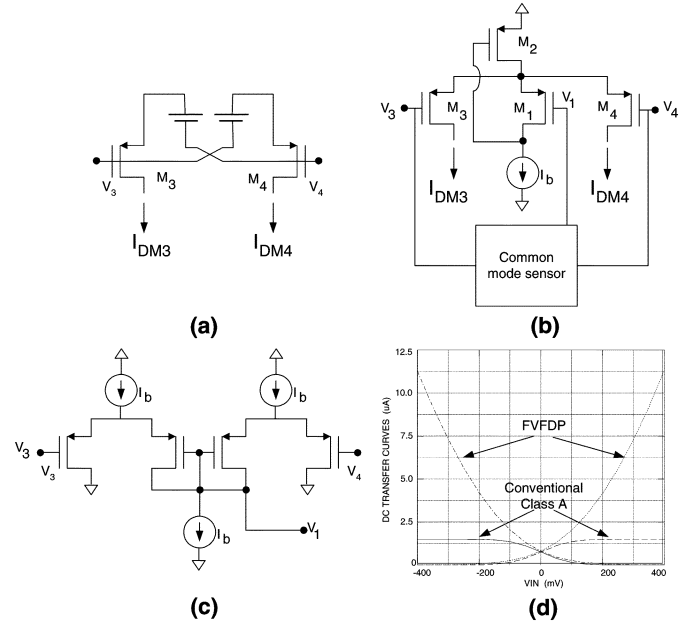 (a)
V3
M3
M4
V4
IDM3
IDM4
(b)
M2
V3
M3
M1
V1
M4
V4
Ib
IDM3
IDM4
Common
mode sensor
(c)
Ib
Ib
V3
V3
V4
Ib
V1
(d)
DC TRANSFER CURVES (uA)
12.5
10.0
7.5
5.0
2.5
0
FVFDP
Conventional
Class A
-400
-200
0
200
400
VIN (mV)